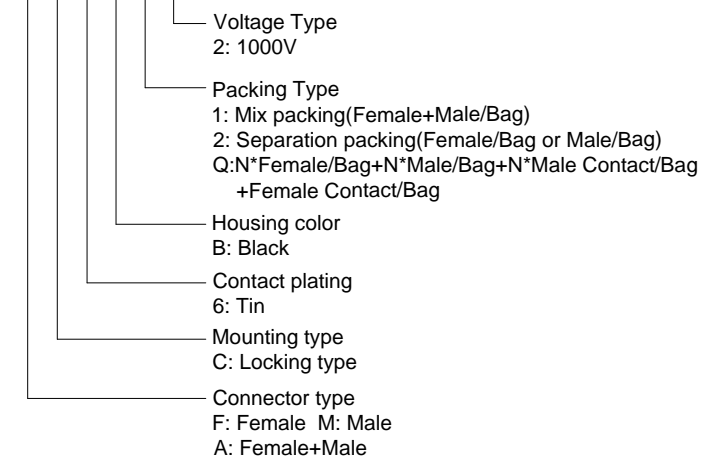 Voltage Type
2: 1000V
Packing Type
1: Mix packing(Female+Male/Bag)
2: Separation packing(Female/Bag or Male/Bag)
Q:N*Female/Bag+N*Male/Bag+N*Male Contact/Bag
+Female Contact/Bag
Housing color
B: Black
Contact plating
6: Tin
Mounting type
C: Locking type
Connector type
F: Female M: Male
A: Female+Male